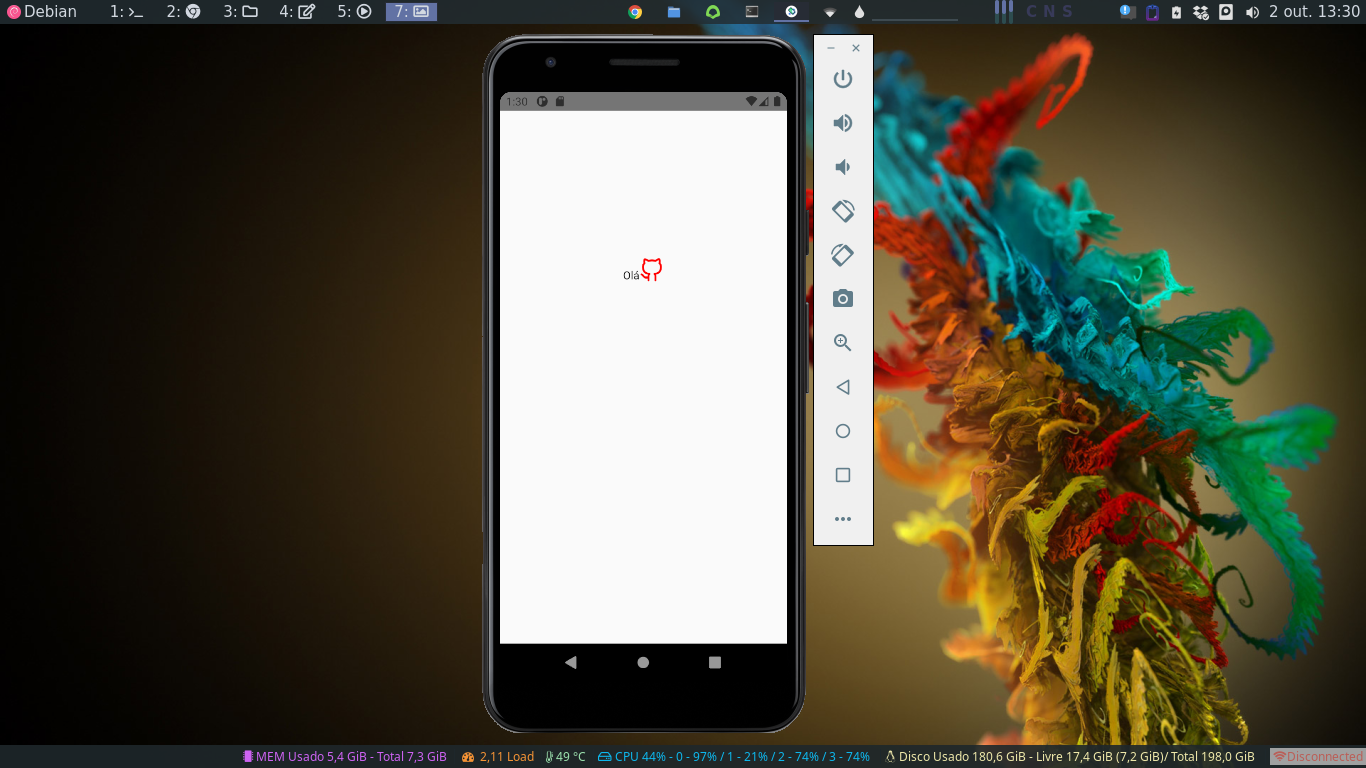 Debian 1: 2: 3: 4: 5: 7: C N S 2 out. 13:30
1:30
Olá
MEM Usado 5,4 GiB - Total 7,3 GiB 2,11 Load 49 °C CPU 44% - 0 - 97% / 1 - 21% / 2 - 74% / 3 - 74% Disco Usado 180,6 GiB - Livre 17,4 GiB (7,2 GiB)/ Total 198,0 GiB Disconnected